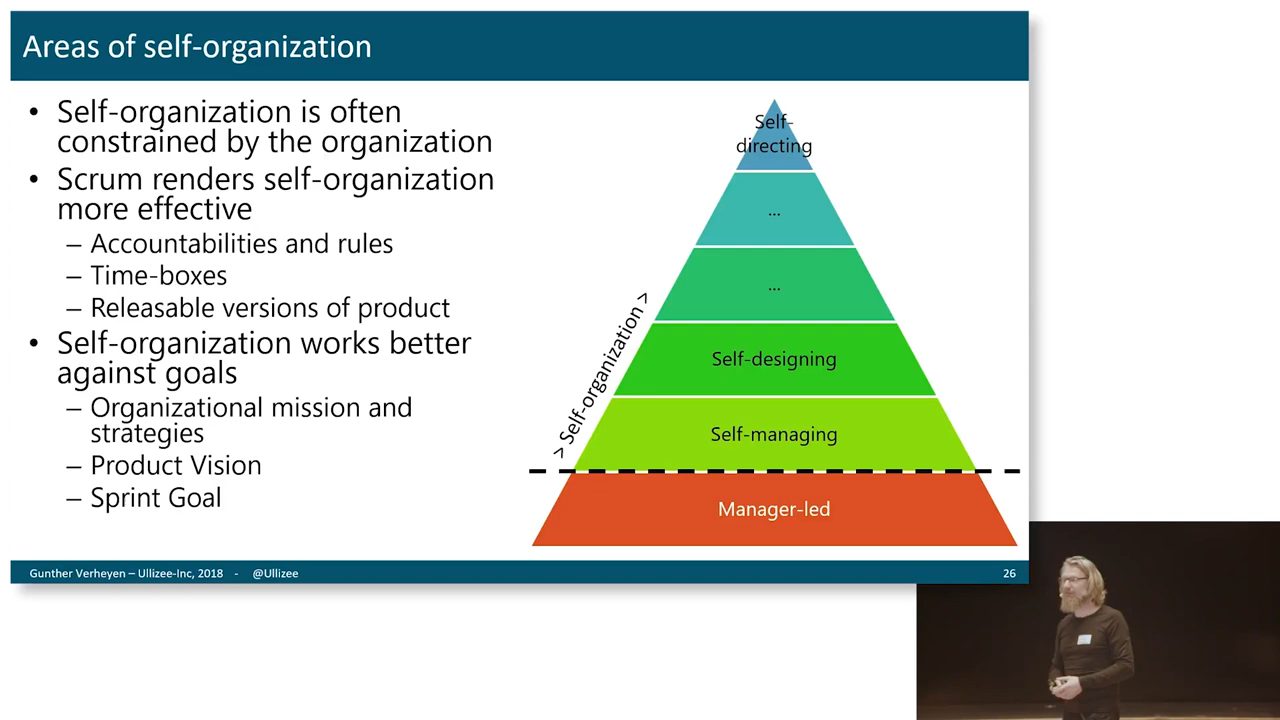 Areas of self-organization
• Self-organization is often
constrained by the organization
• Scrum renders self-organization
more effective
– Accountabilities and rules
– Time-boxes
– Releasable versions of product
• Self-organization works better
against goals
– Organizational mission and
strategies
– Product Vision
– Sprint Goal
Self-
directing
...
...
Self-designing
Self-managing
Manager-led
> Self-organization >
Gunther Verheyen – Ullizee-Inc, 2018 - @Ullizee
26